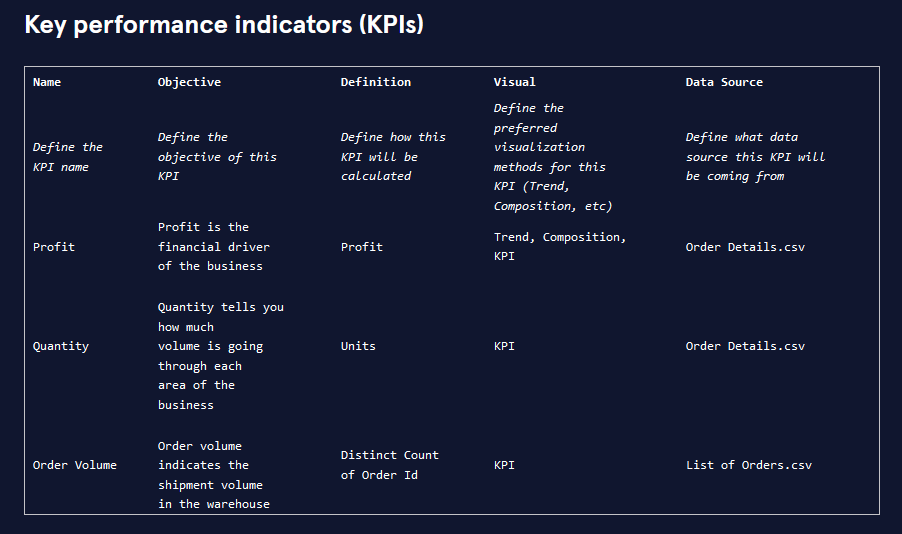 Key performance indicators (KPIs)
Name Objective Definition Visual Data Source
Define the
KPI name
Define the
objective of this
KPI
Define how this
KPI will be
calculated
Define the
preferred
visualization
methods for this
KPI (Trend,
Composition, etc)
Define what data
source this KPI will
be coming from
Profit
Profit is the
financial driver
of the business
Profit
Trend, Composition,
KPI
Order Details.csv
Quantity
Quantity tells you
how much
volume is going
through each
area of the
business
Units
KPI
Order Details.csv
Order Volume
Order volume
indicates the
shipment volume
in the warehouse
Distinct Count
of Order Id
KPI
List of Orders.csv